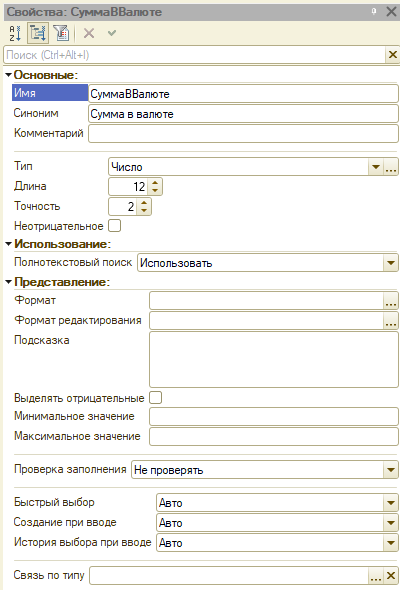 Свойства: СуммаВВалюте
Поиск (Ctrl+Alt+I)
Основные:
Имя СуммаВВалюте
Синоним Сумма в валюте
Комментарий
Тип Число
Длина 12
Точность 2
Неотрицательное
Использование:
Полнотекстовый поиск Использовать
Представление:
Формат
Формат редактирования
Подсказка
Выделять отрицательные
Минимальное значение
Максимальное значение
Проверка заполнения Не проверять
Быстрый выбор Авто
Создание при вводе Авто
История выбора при вводе Авто
Связь по типу